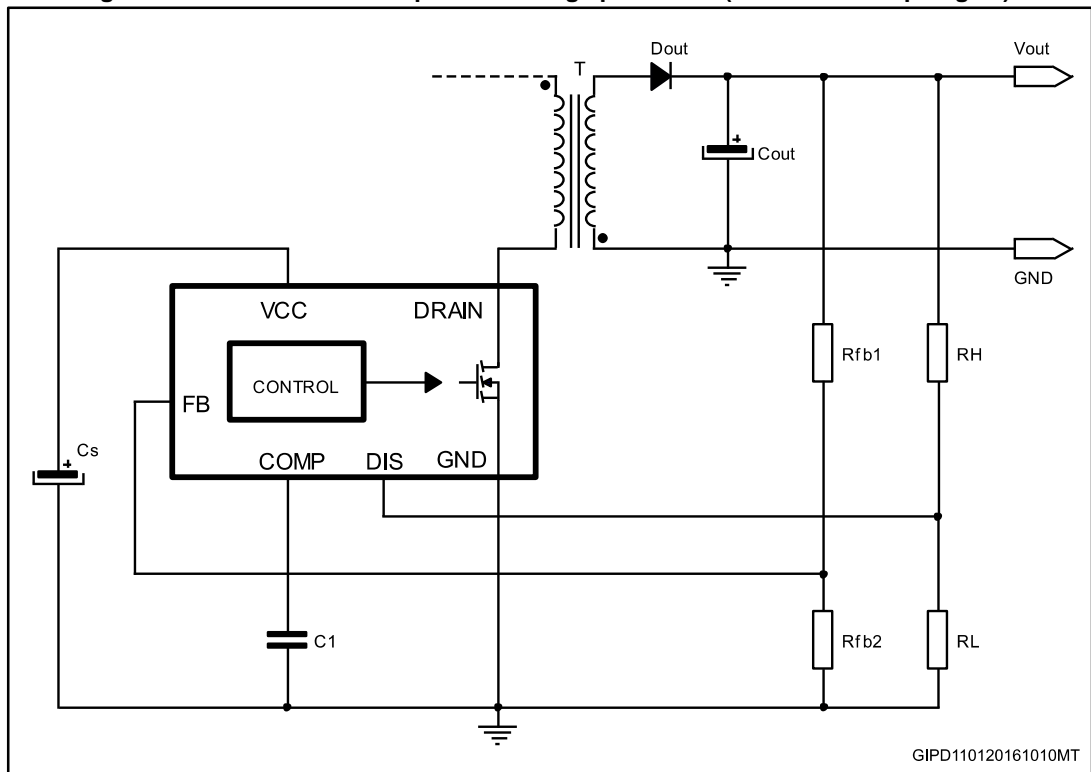 Dout
Vout
T
Cout
GND
VCC
DRAIN
CONTROL
FB
COMP
DIS
GND
Cs
Rfb1
RH
C1
Rfb2
RL
GIPD110120161010MT